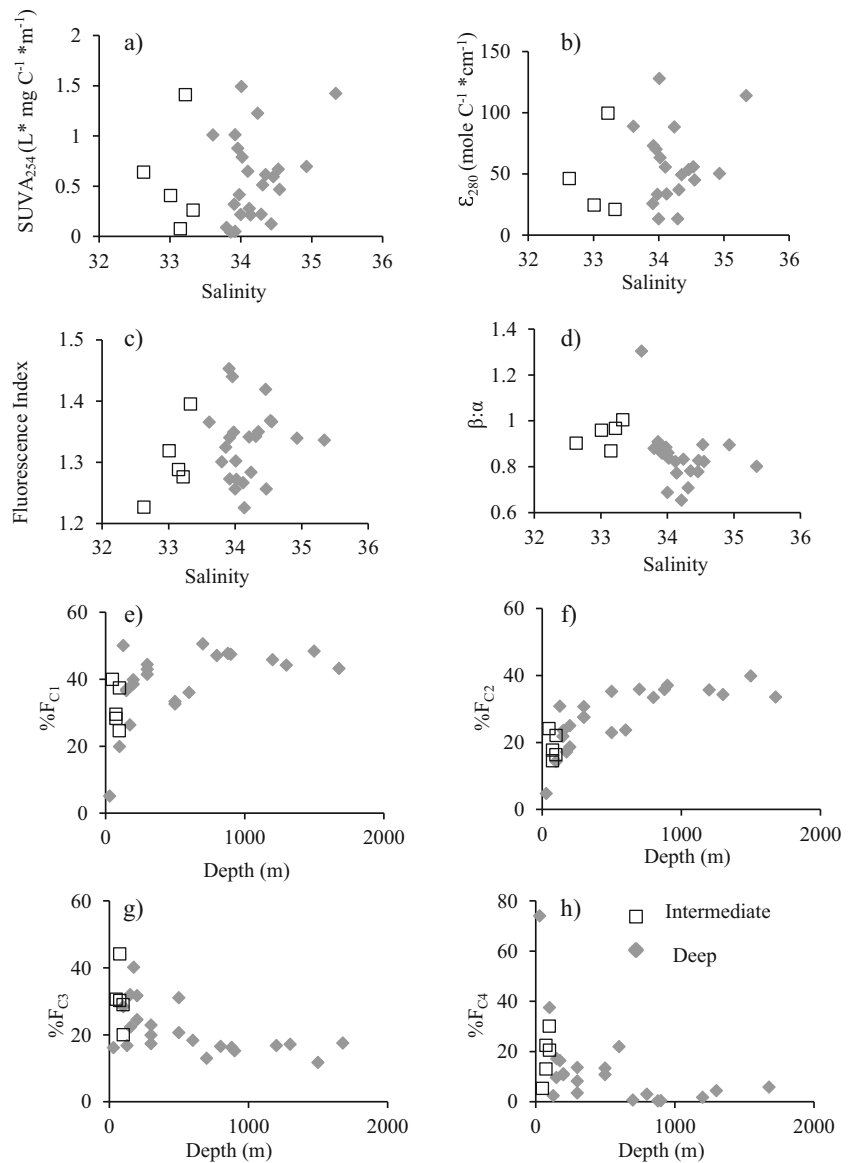 a)
SUVA254 (L* mg C-1 *m-1)
2
1.5
1
0.5
0
32 33 34 35 36
Salinity
b)
Ɛ280 (mole C-1 *cm-1)
150
100
50
0
32 33 34 35 36
Salinity
c)
Fluorescence Index
1.5
1.4
1.3
1.2
32 33 34 35 36
Salinity
d)
β:α
1.4
1.2
1
0.8
0.6
32 33 34 35 36
Salinity
e)
%FC1
60
40
20
0
0 1000 2000
Depth (m)
f)
%FC2
60
40
20
0
0 1000 2000
Depth (m)
g)
%FC3
60
40
20
0
0 1000 2000
Depth (m)
h)
%FC4
80
60
40
20
0
0 500 1000 1500 2000
Depth (m)
Intermediate
Deep